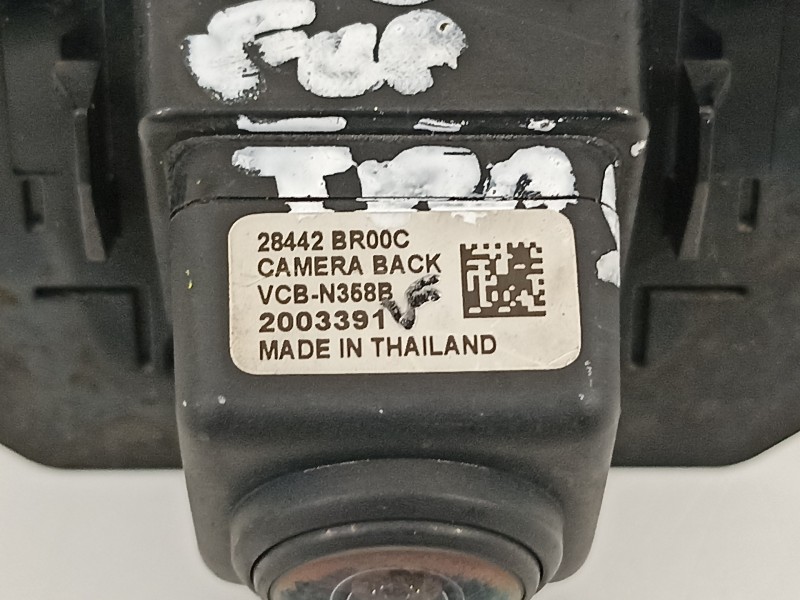 28442 BR00C
CAMERA BACK
VCB-N358B
2003391
MADE IN THAILAND